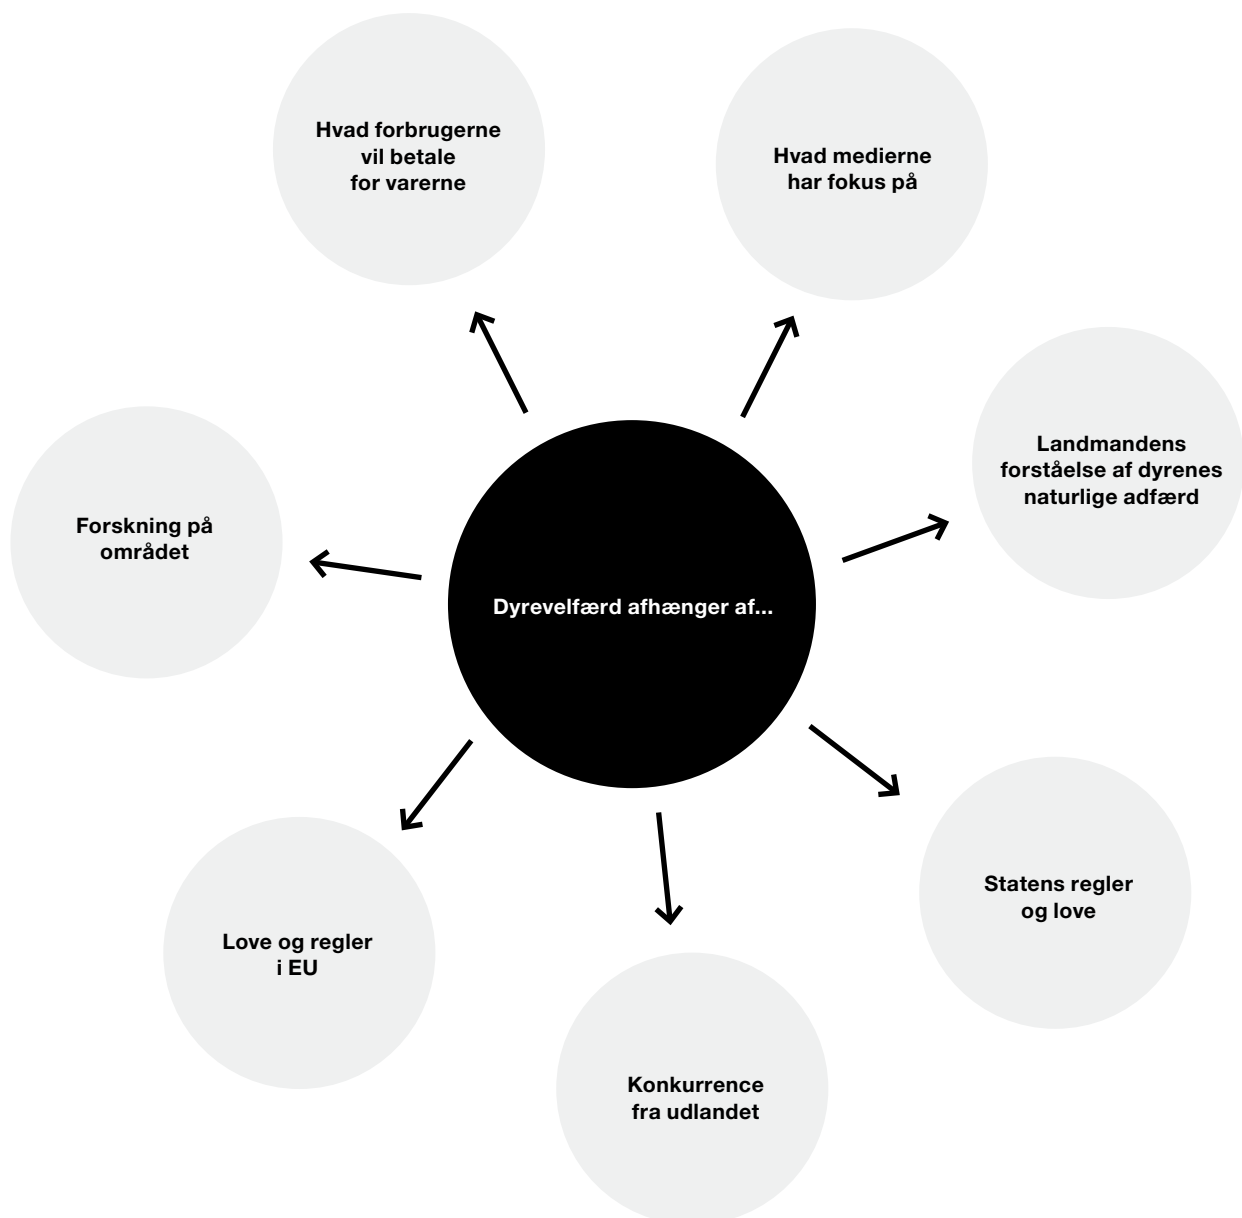 Hvad forbrugerne
vil betale
for varerne
Hvad medierne
har fokus på
Landmandens
forståelse af dyrenes
naturlige adfærd
Forskning på
området
Dyrevelfærd afhænger af...
Statens regler
og love
Love og regler
i EU
Konkurrence
fra udlandet